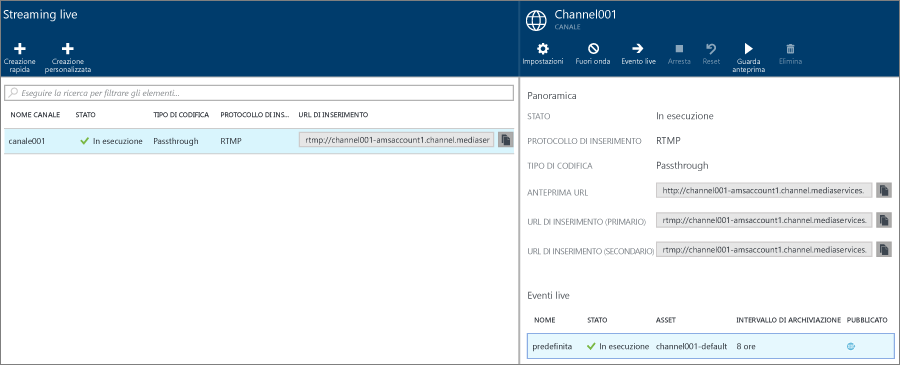 Streaming live
Creazione rapida
Creazione personalizzata
Eseguire la ricerca per filtrare gli elementi...
NOME CANALE STATO TIPO DI CODIFICA PROTOCOLLO DI INS... URL DI INSERIMENTO
canale001 In esecuzione Passthrough RTMP rtmp://channel001-amsaccount1.channel.mediaser
Channel001
CANALE
Impostazioni Fuori onda Evento live Arresta Reset Guarda anteprima Elimina
Panoramica
STATO In esecuzione
PROTOCOLLO DI INSERIMENTO RTMP
TIPO DI CODIFICA Passthrough
ANTEPRIMA URL http://channel001-amsaccount1.channel.mediaservices.
URL DI INSERIMENTO (PRIMARIO) rtmp://channel001-amsaccount1.channel.mediaservices.
URL DI INSERIMENTO (SECONDARIO) rtmp://channel001-amsaccount1.channel.mediaservices.
Eventi live
NOME STATO ASSET INTERVALLO DI ARCHIVIAZIONE PUBBLICATO
predefinita In esecuzione channel001-default 8 ore